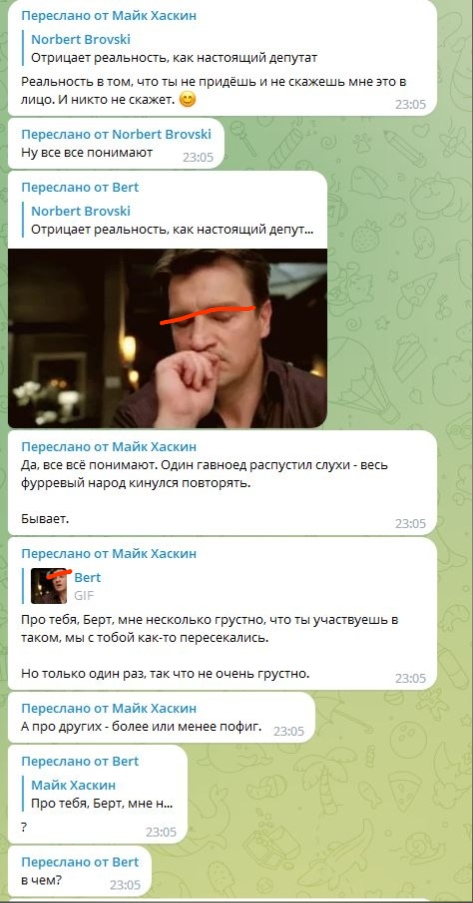 Переслано от Майк Хаскин
Norbert Brovski
Отрицает реальность, как настоящий депутат
Реальность в том, что ты не придёшь и не скажешь мне это в
лицо. И никто не скажет. 😊
23:05
Переслано от Norbert Brovski
Ну все все понимают 23:05
Переслано от Bert
Norbert Brovski
Отрицает реальность, как настоящий депут...
Переслано от Майк Хаскин
Да, все всё понимают. Один гавноед распустил слухи - весь
фурревый народ кинулся повторять.
Бывает.
23:05
Переслано от Майк Хаскин
Bert
GIF
Про тебя, Берт, мне несколько грустно, что ты участвуешь в
таком, мы с тобой как-то пересекались.
Но только один раз, так что не очень грустно.
23:05
Переслано от Майк Хаскин
А про других - более или менее пофиг. 23:05
Переслано от Bert
Майк Хаскин
Про тебя, Берт, мне н...
?
23:05
Переслано от Bert
в чем? 23:05